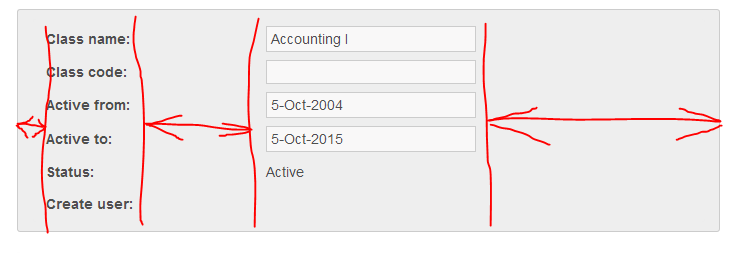 Class name: Accounting I
Class code:
Active from: 5-Oct-2004
Active to: 5-Oct-2015
Status: Active
Create user: